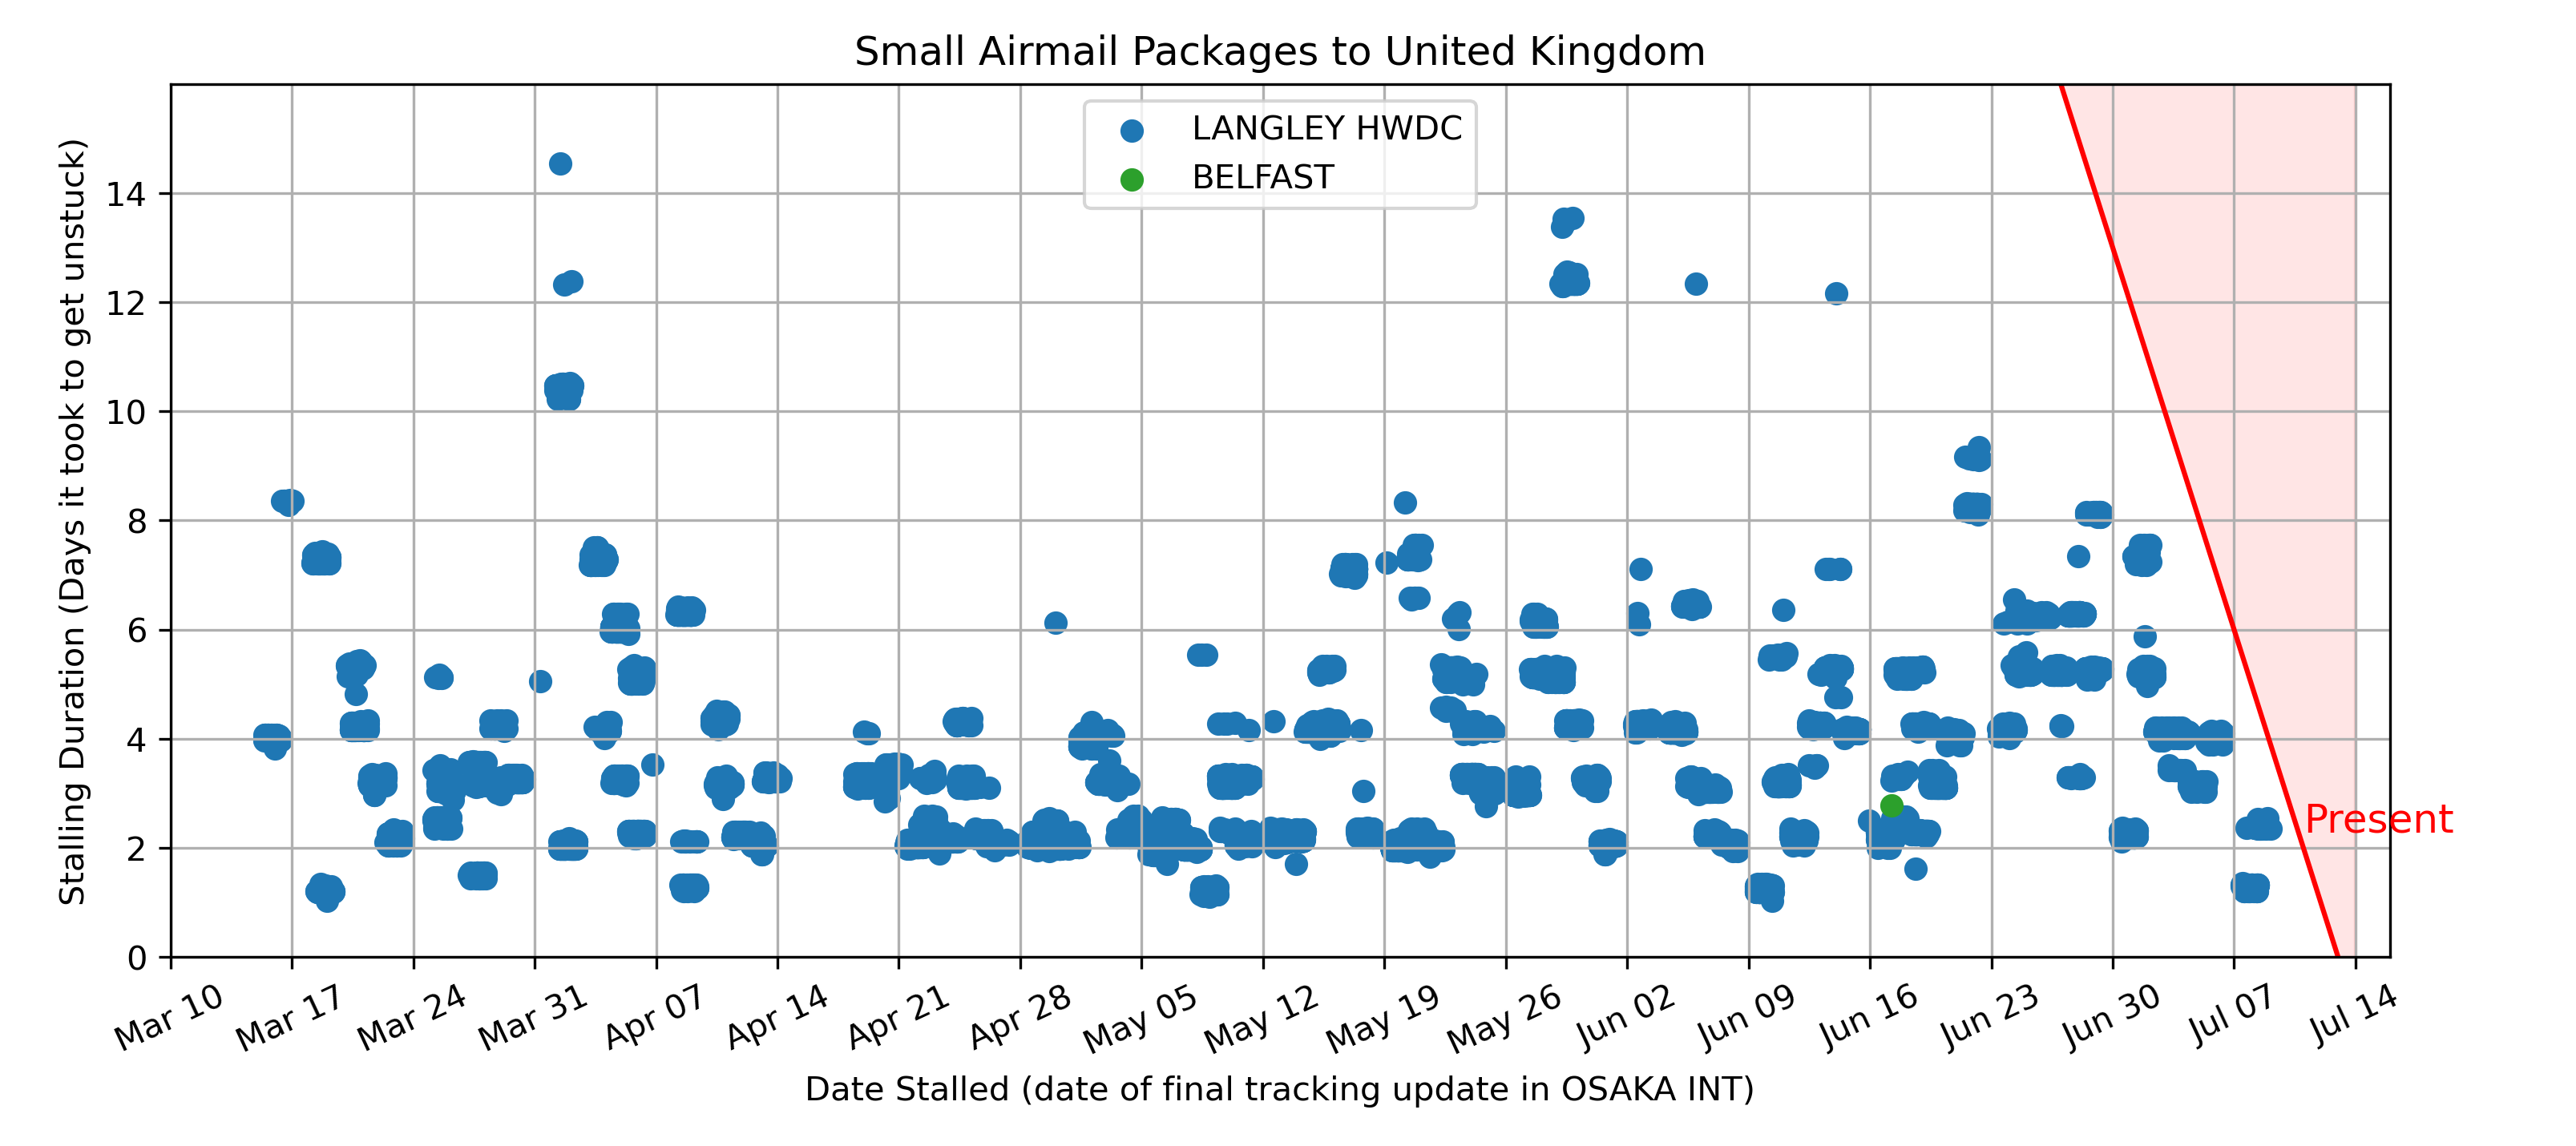 Small Airmail Packages to United Kingdom
LANGLEY HWDC
BELFAST
Stalling Duration (Days it took to get unstuck)
14
12
10
8
6
4
2
0
Present
Mar 10
Mar 17
Mar 24
Mar 31
Apr 07
Apr 14
Apr 21
Apr 28
May 05
May 12
May 19
May 26
Jun 02
Jun 09
Jun 16
Jun 23
Jun 30
Jul 07
Jul 14
Date Stalled (date of final tracking update in OSAKA INT)